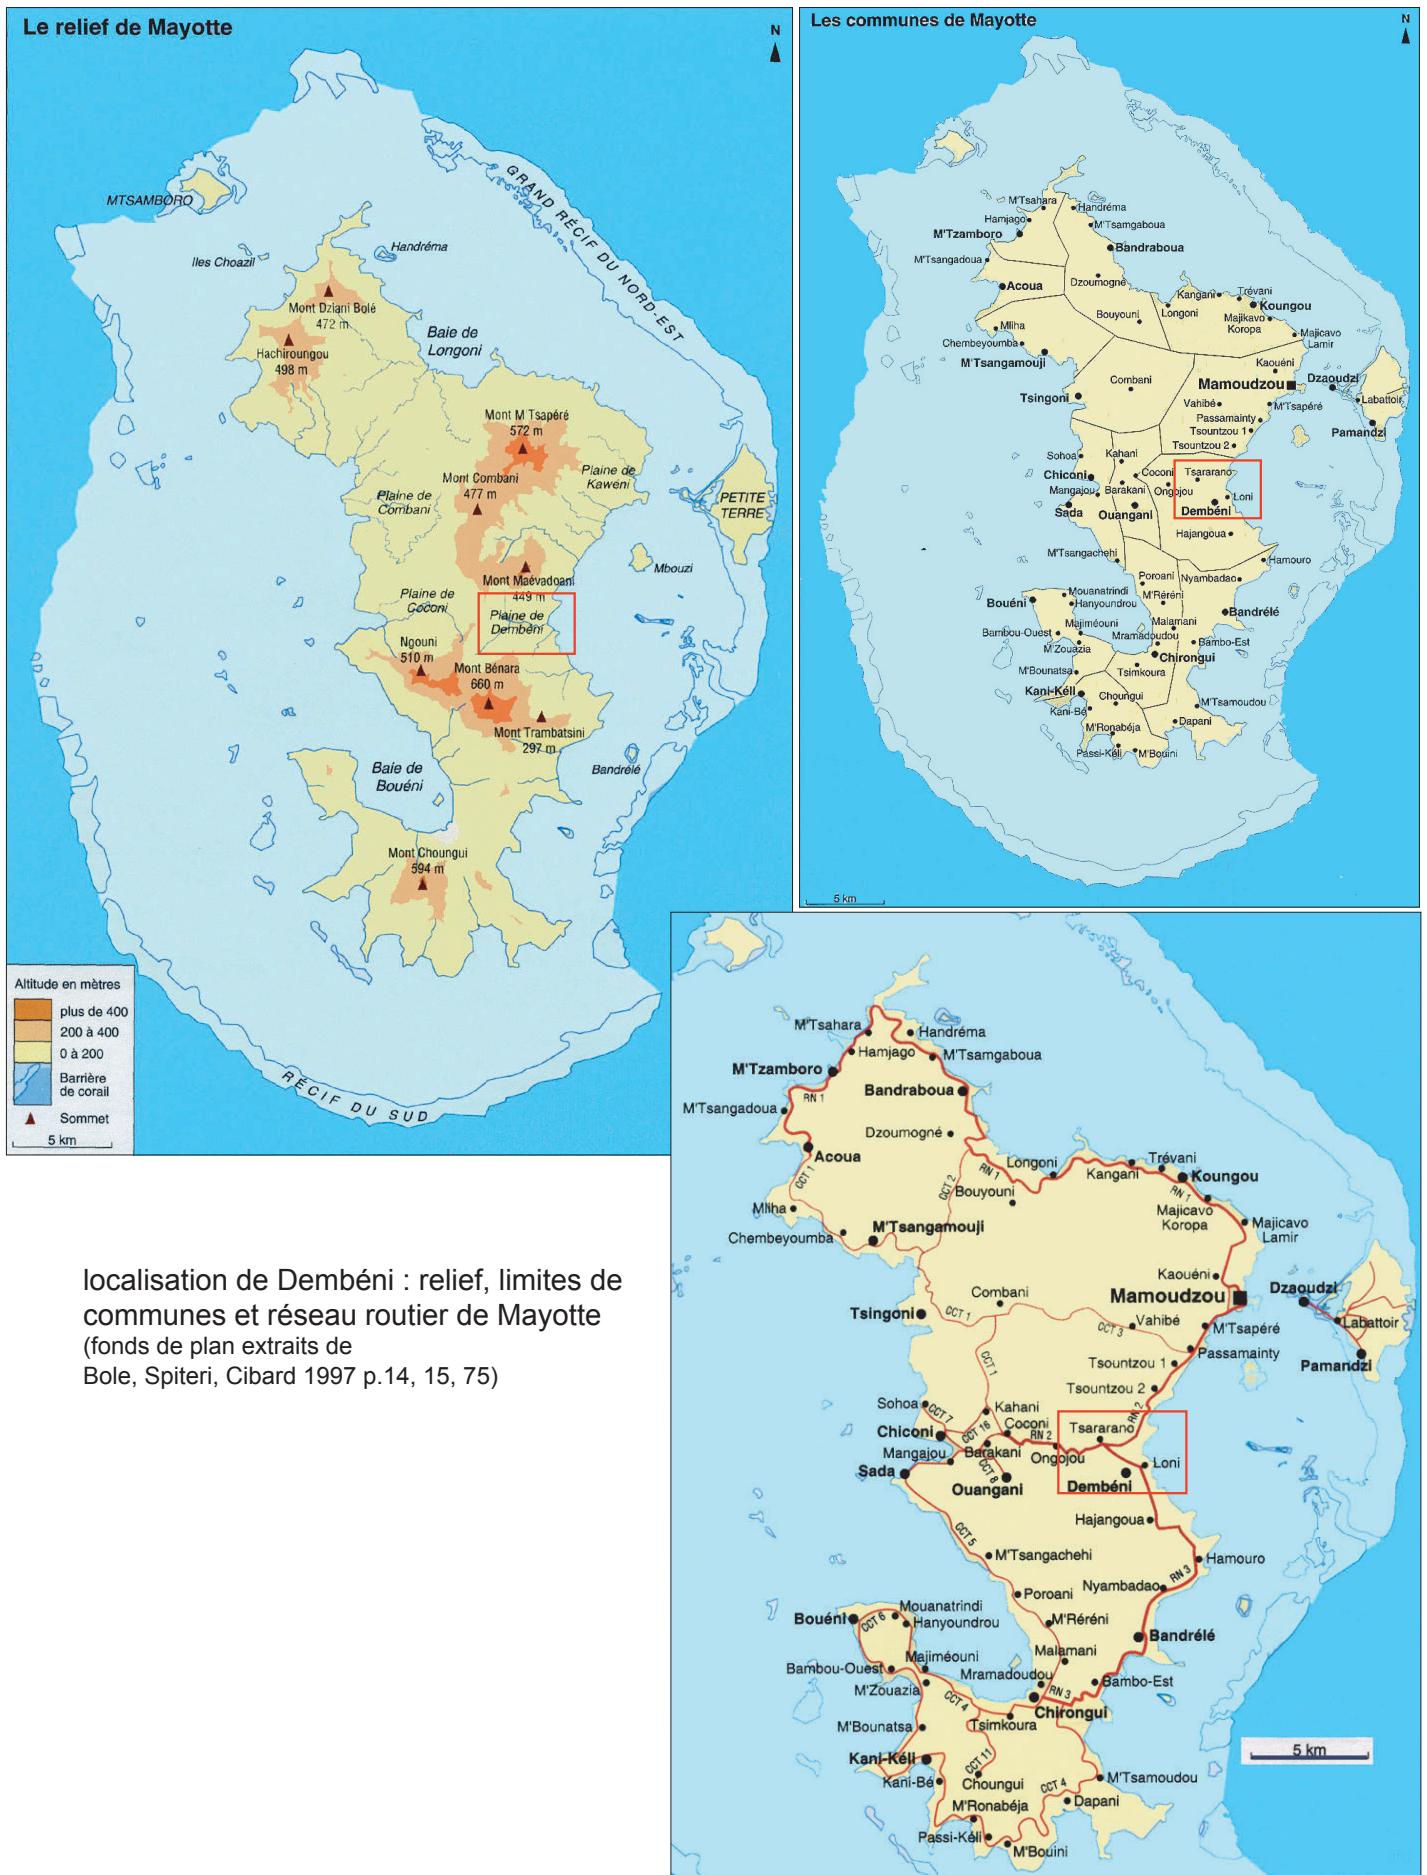 Le relief de Mayotte
N
GRAND RÉCIF DU NORD-EST
MTSAMBORO
Iles Choazil
Handréma
Mont Dziani Bolé
472 m
Hachiroungou
498 m
Baie de
Longoni
Mont M Tsapéré
572 m
Mont Combani
477 m
Plaine de
Kawéni
Plaine de
Combani
PETITE
TERRE
Mbouzi
Mont Maévadoani
449 m
Plaine de
Coconi
Plaine de
Dembéni
Ngouni
510 m
Mont Bénara
660 m
Mont Trambatsini
297 m
Baie de
Bouéni
Bandrélé
Mont Choungui
594 m
RÉCIF DU SUD
Altitude en mètres
plus de 400
200 à 400
0 à 200
Barrière
de corail
Sommet
5 km
Les communes de Mayotte
N
M'Tsahara
Handréma
Hamjago
M'Tsamgaboua
M'Tzamboro
Bandraboua
M'Tsangadoua
Dzoumogné
Acoua
Kangani
Trévani
Koungou
Longoni
Bouyouni
Majikavo
Koropa
Mliha
Chembeyoumba
Majicavo
Lamir
M'Tsangamouji
Kaouéni
Combani
Mamoudzou
Dzaoudzi
Tsingoni
Labattoir
Vahibé
M'Tsapéré
Passamainty
Pamandzi
Tsountzou 1
Tsountzou 2
Sohoa
Kahani
Chiconi
Coconi
Tsararano
Mangajou
Barakani
Ongojou
Loni
Sada
Ouangani
Dembéni
Hajangoua
M'Tsangachehi
Hamouro
Poroani
Nyambadao
Mouanatrindi
M'Réréni
Bouéni
Hanyoundrou
Bandrélé
Majiméouni
Malamani
Bambou-Ouest
Mramadoudou
Bambo-Est
M'Zouazia
Chirongui
M'Bounatsa
Tsimkoura
Kani-Kéli
Choungui
Kani-Bé
M'Tsamoudou
M'Ronabéja
Dapani
Passi-Kéli
M'Bouini
5 km
M'Tsahara
Handréma
Hamjago
M'Tsamgaboua
M'Tzamboro
Bandraboua
RN 1
M'Tsangadoua
Dzoumogné
Acoua
Longoni
Trévani
RN 1
Kangani
Koungou
CCT 1
CCT 2
Bouyouni
RN 1
Mliha
Majicavo
Koropa
M'Tsangamouji
Majicavo
Lamir
Chembeyoumba
Kaouéni
Combani
Mamoudzou
Dzaoudzi
Tsingoni
CCT 1
CCT 3
Vahibé
M'Tsapéré
Labattoir
Passamainty
Tsountzou 1
Pamandzi
CCT 1
Tsountzou 2
Sohoa
CCT 7
Kahani
RN 2
Chiconi
CCT 16
Coconi
RN 2
Tsararano
Mangajou
Barakani
Ongojou
Loni
Sada
CCT 8
Ouangani
Dembéni
Hajangoua
CCT 5
M'Tsangachehi
Hamouro
RN 3
Nyambadao
Poroani
Mouanatrindi
Bouéni
CCT 6
Hanyoundrou
M'Réréni
Bandrélé
Majiméouni
Malamani
Bambou-Ouest
Mramadoudou
Bambo-Est
M'Zouazia
CCT 4
RN 3
Chirongui
M'Bounatsa
Tsimkoura
Kani-Kéli
CCT 11
Kani-Bé
Choungui
CCT 4
M'Tsamoudou
M'Ronabéja
Dapani
Passi-Kéli
M'Bouini
5 km
localisation de Dembéni : relief, limites de
communes et réseau routier de Mayotte
(fonds de plan extraits de
Bole, Spiteri, Cibard 1997 p.14, 15, 75)